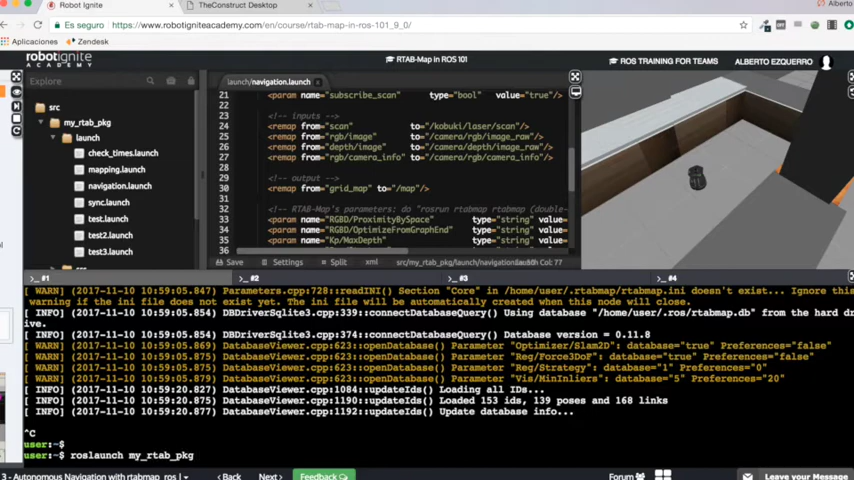 Robot Ignite
TheConstruct Desktop
Alberto
Es seguro
https://www.robotigniteacademy.com/en/course/rtab-map-in-ros-101_9_0/
Aplicaciones
Zendesk
robotignite
ACADEMY
RTAB-Map in ROS 101
ROS TRAINING FOR TEAMS
ALBERTO EZQUERRO
Explore
src
my_rtab_pkg
launch
check_times.launch
mapping.launch
navigation.launch
sync.launch
test.launch
test2.launch
test3.launch
launch/navigation.launch
21 <param name="subscribe_scan" type="bool" value="true"/>
22
23 <!-- inputs -->
24 <remap from="scan" to="/kobuki/laser/scan"/>
25 <remap from="rgb/image" to="/camera/rgb/image_raw"/>
26 <remap from="depth/image" to="/camera/depth/image_raw"/>
27 <remap from="rgb/camera_info" to="/camera/rgb/camera_info"/>
28
29 <!-- output -->
30 <remap from="grid_map" to="/map"/>
31
32 <!-- RTAB-Map's parameters: do "rosrun rtabmap rtabmap (double-
33 <param name="RGBD/ProximityBySpace" type="string" value=
34 <param name="RGBD/OptimizeFromGraphEnd" type="string" value=
35 <param name="Kp/MaxDepth" type="string" value=
36
Save
Settings
Split
xml
src/my_rtab_pkg/launch/navigation.launch
Col: 77
>_ #1
>_ #2
>_ #3
>_ #4
[ WARN] (2017-11-10 10:59:05.847) Parameters.cpp:728::readINI() Section "Core" in /home/user/.rtabmap/rtabmap.ini doesn't exist... Ignore this
warning if the ini file does not exist yet. The ini file will be automatically created when this node will close.
[ INFO] (2017-11-10 10:59:05.854) DBDriverSqlite3.cpp:339::connectDatabaseQuery() Using database "/home/user/.ros/rtabmap.db" from the hard dr
ive.
[ INFO] (2017-11-10 10:59:05.854) DBDriverSqlite3.cpp:374::connectDatabaseQuery() Database version = 0.11.8
[ WARN] (2017-11-10 10:59:05.869) DatabaseViewer.cpp:623::openDatabase() Parameter "Optimizer/Slam2D": database="true" Preferences="false"
[ WARN] (2017-11-10 10:59:05.875) DatabaseViewer.cpp:623::openDatabase() Parameter "Reg/Force3DoF": database="true" Preferences="false"
[ WARN] (2017-11-10 10:59:05.875) DatabaseViewer.cpp:623::openDatabase() Parameter "Reg/Strategy": database="1" Preferences="0"
[ WARN] (2017-11-10 10:59:05.875) DatabaseViewer.cpp:623::openDatabase() Parameter "Vis/MinInliers": database="5" Preferences="20"
[ INFO] (2017-11-10 10:59:20.827) DatabaseViewer.cpp:1084::updateIds() Loading all IDs...
[ INFO] (2017-11-10 10:59:20.875) DatabaseViewer.cpp:1190::updateIds() Loaded 153 ids, 139 poses and 168 links
[ INFO] (2017-11-10 10:59:20.877) DatabaseViewer.cpp:1192::updateIds() Update database info...
^C
user:~$
user:~$ roslaunch my_rtab_pkg
3 - Autonomous Navigation with rtabmap_ros
Back
Next
Feedback
Forum
Leave your Message